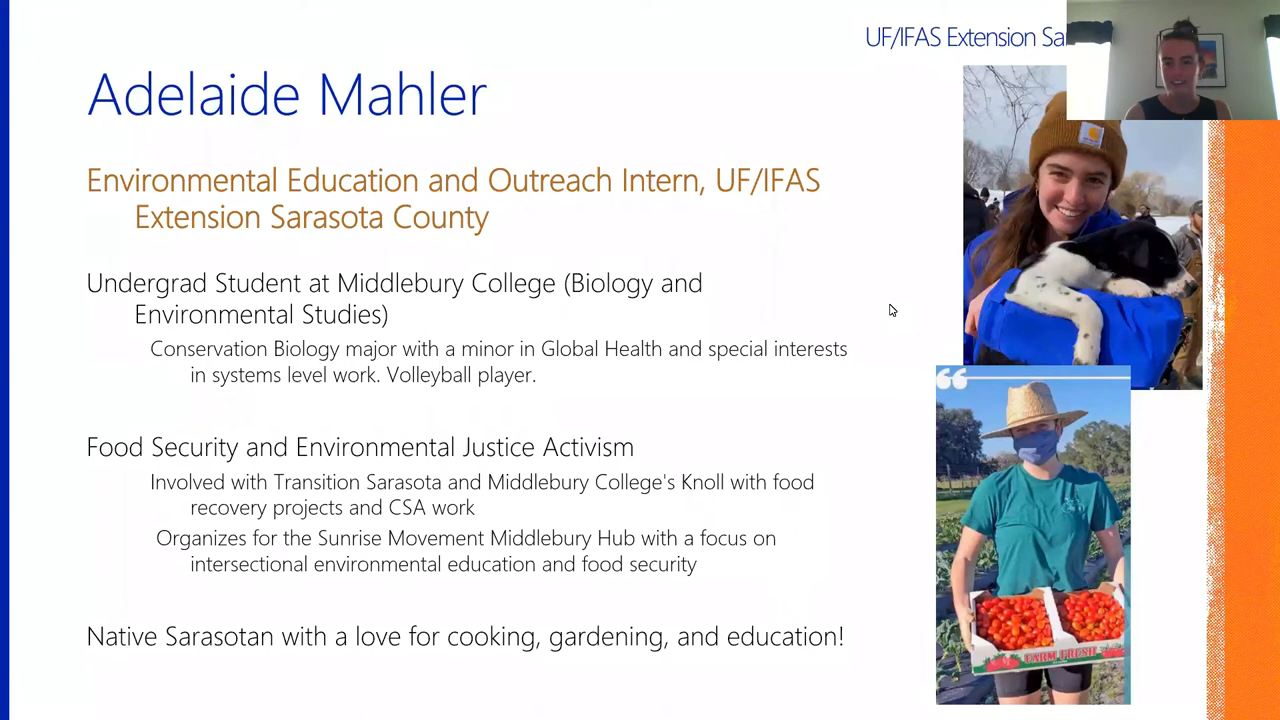 UF/IFAS Extension
Adelaide Mahler
Environmental Education and Outreach Intern, UF/IFAS
Extension Sarasota County
Undergrad Student at Middlebury College (Biology and
Environmental Studies)
Conservation Biology major with a minor in Global Health and special interests
in systems level work. Volleyball player.
Food Security and Environmental Justice Activism
Involved with Transition Sarasota and Middlebury College's Knoll with food
recovery projects and CSA work
Organizes for the Sunrise Movement Middlebury Hub with a focus on
intersectional environmental education and food security
Native Sarasotan with a love for cooking, gardening, and education!
FARM FRESH